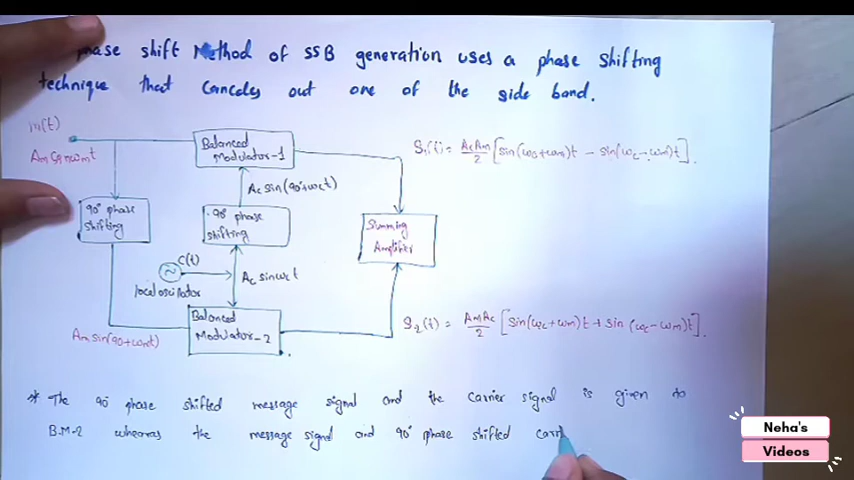 phase shift Method of SSB generation uses a phase shifting
technique that Canceles out one of the side band.
m(t)
Am sin ωmt
Balanced
Modulator-1
S₁(t) = AcAm/2 [sin(ωc+ωm)t - sin(ωc-ωm)t].
Ac sin(90+ωct)
90° phase
shifting
90° phase
shifting
Summing
Amplifier
C(t)
Ac sinωct
local oscillator
Balanced
Modulator-2
Am sin(90+ωmt)
S₂(t) = AmAc/2 [sin(ωc+ωm)t + sin (ωc-ωm)t].
* The 90 phase shifted message signal and the carrier signal is given to
B.M-2 whereas the message signal and 90° phase shifted carr
Neha's
Videos